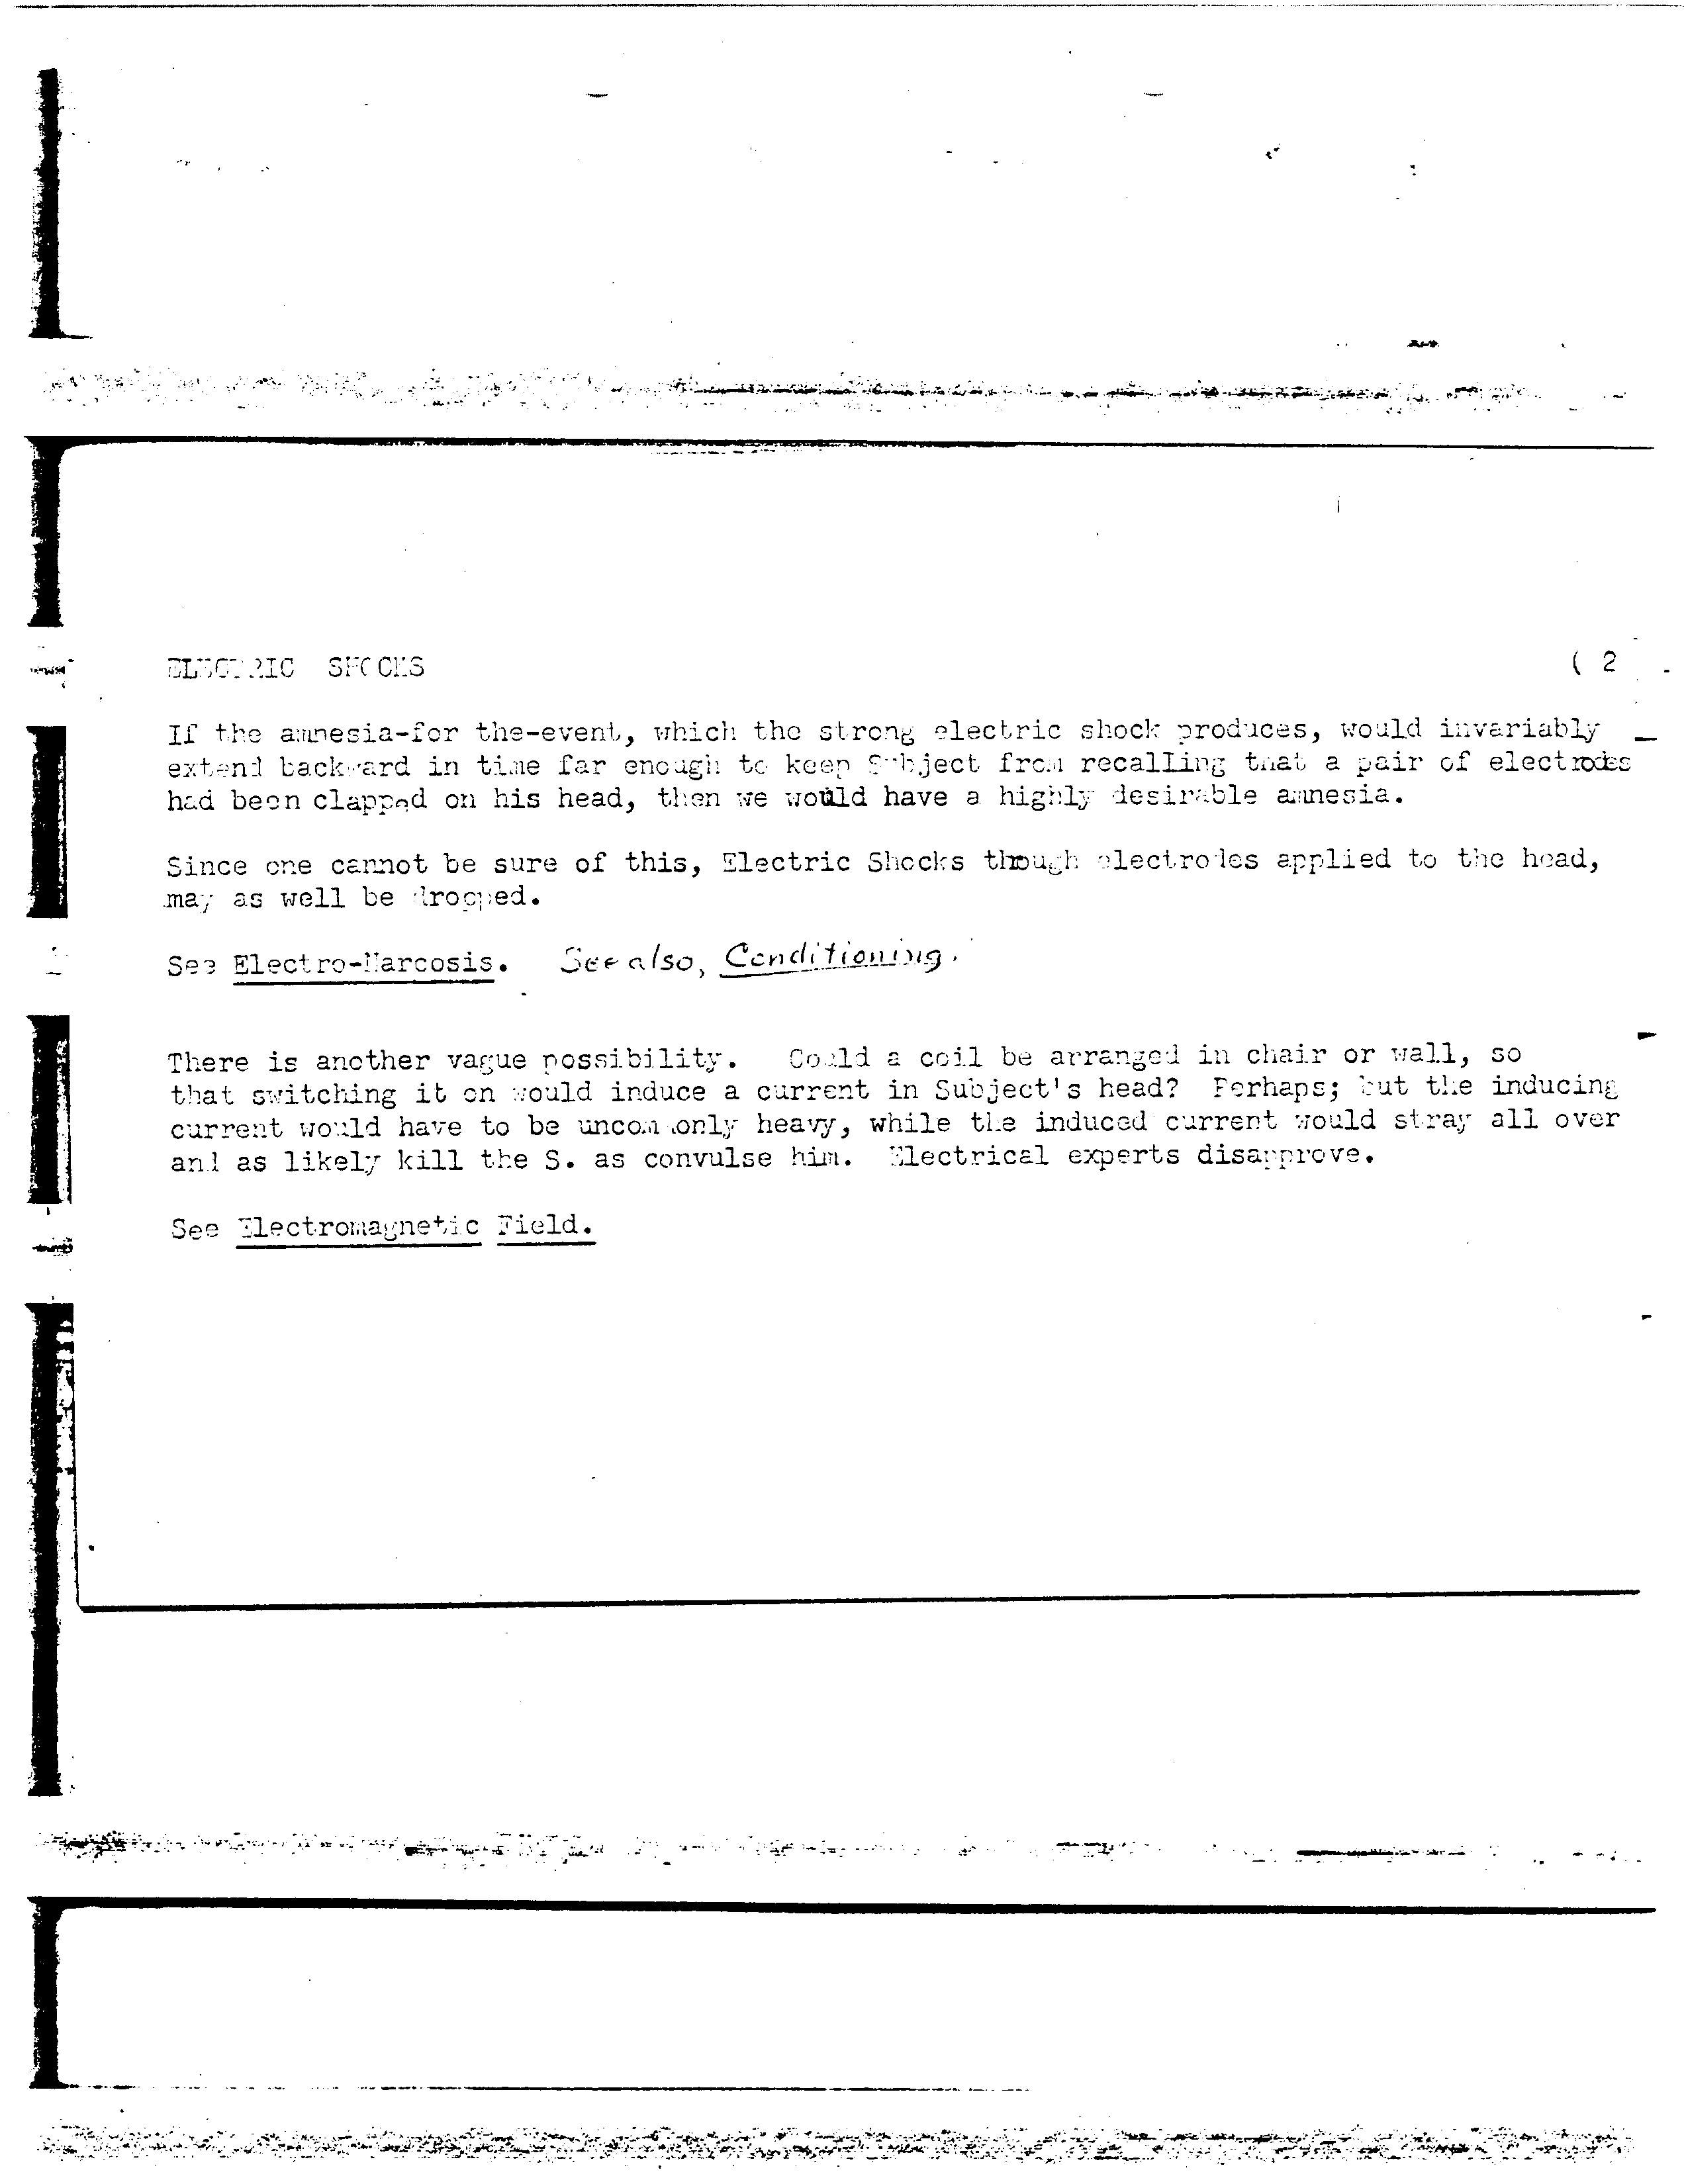 ELECTRIC SHOCKS ( 2
If the amnesia-for the-event, which the strong electric shock produces, would invariably
extend backward in time far enough to keep Subject from recalling that a pair of electrodes
had been clapped on his head, then we would have a highly desirable amnesia.
Since one cannot be sure of this, Electric Shocks though electrodes applied to the head,
may as well be dropped.
See Electro-Narcosis. See also, Conditioning.
There is another vague possibility. Could a coil be arranged in chair or wall, so
that switching it on would induce a current in Subject's head? Perhaps; but the inducing
current would have to be uncommonly heavy, while the induced current would stray all over
and as likely kill the S. as convulse him. Electrical experts disapprove.
See Electromagnetic Field.